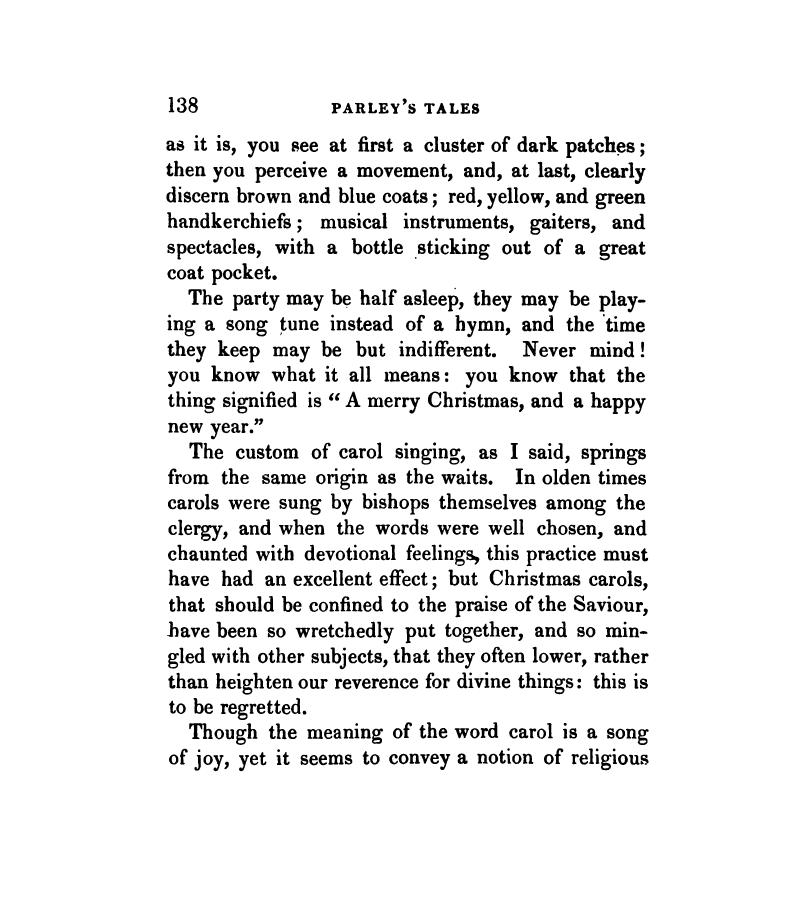 138 PARLEY'S TALES
as it is, you see at first a cluster of dark patches;
then you perceive a movement, and, at last, clearly
discern brown and blue coats; red, yellow, and green
handkerchiefs; musical instruments, gaiters, and
spectacles, with a bottle sticking out of a great
coat pocket.
The party may be half asleep, they may be play-
ing a song tune instead of a hymn, and the time
they keep may be but indifferent. Never mind!
you know what it all means: you know that the
thing signified is “A merry Christmas, and a happy
new year.”
The custom of carol singing, as I said, springs
from the same origin as the waits. In olden times
carols were sung by bishops themselves among the
clergy, and when the words were well chosen, and
chaunted with devotional feelings, this practice must
have had an excellent effect; but Christmas carols,
that should be confined to the praise of the Saviour,
have been so wretchedly put together, and so min-
gled with other subjects, that they often lower, rather
than heighten our reverence for divine things: this is
to be regretted.
Though the meaning of the word carol is a song
of joy, yet it seems to convey a notion of religious